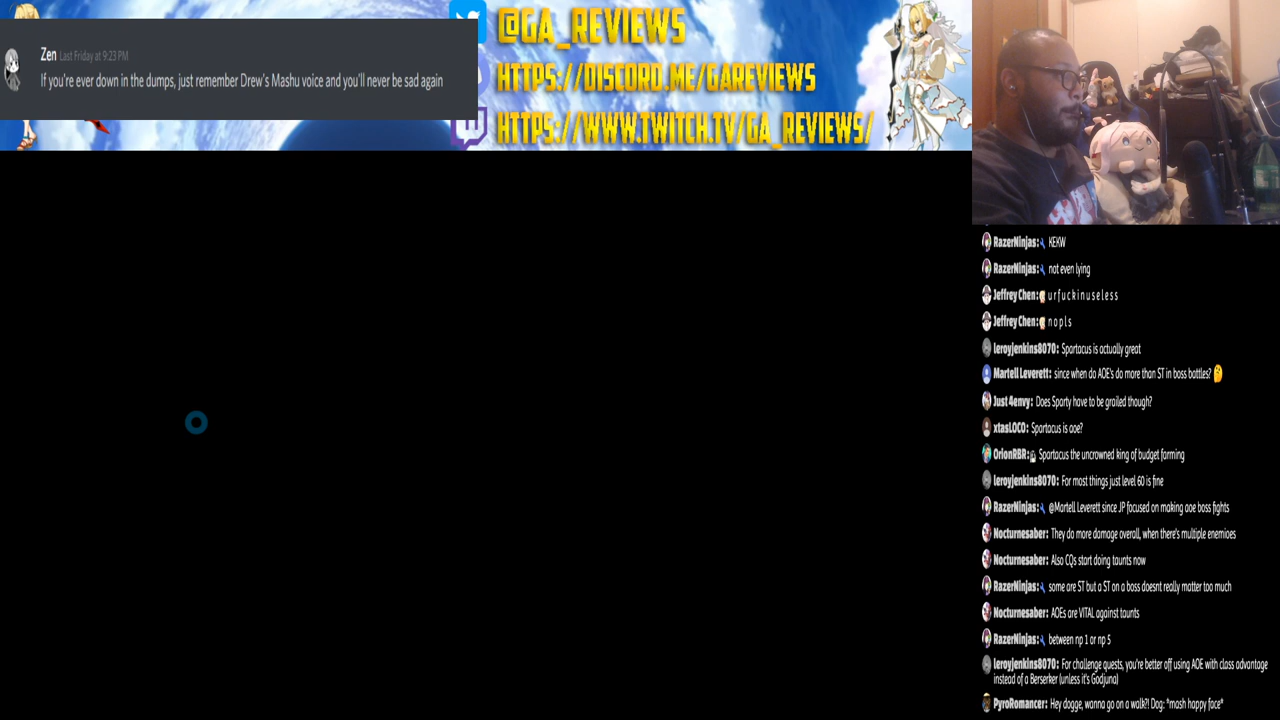 Zen Last Friday at 9:23 PM
If you're ever down in the dumps, just remember Drew's Mashu voice and you'll never be sad again
@GA_REVIEWS
HTTPS://DISCORD.ME/GAREVIEWS
HTTPS://WWW.TWITCH.TV/GA_REVIEWS/
RazerNinjas: KEKW
RazerNinjas: not even lying
Jeffrey Chen: u r f u c k i n u s e l e s s
Jeffrey Chen: n o p l s
leroyjenkins8070: Spartacus is actually great
Martell Leverett: since when do AOE's do more than ST in boss battles? 🤔
Just 4envy: Does Sparty have to be grailed though?
xtasLOCO: Spartacus is aoe?
OrionRBR: Spartacus the uncrowned king of budget farming
leroyjenkins8070: For most things just level 60 is fine
RazerNinjas: @Martell Leverett since JP focused on making aoe boss fights
Nocturnesaber: They do more damage overall, when there's multiple enemioes
Nocturnesaber: Also CQs start doing taunts now
RazerNinjas: some are ST but a ST on a boss doesnt really matter too much
Nocturnesaber: AOEs are VITAL against taunts
RazerNinjas: between np 1 or np 5
leroyjenkins8070: For challenge quests, you're better off using AOE with class advantage
instead of a Berserker (unless it's Godjuna)
PyroRomancer: Hey dogge, wanna go on a walk?! Dog: *mash happy face*